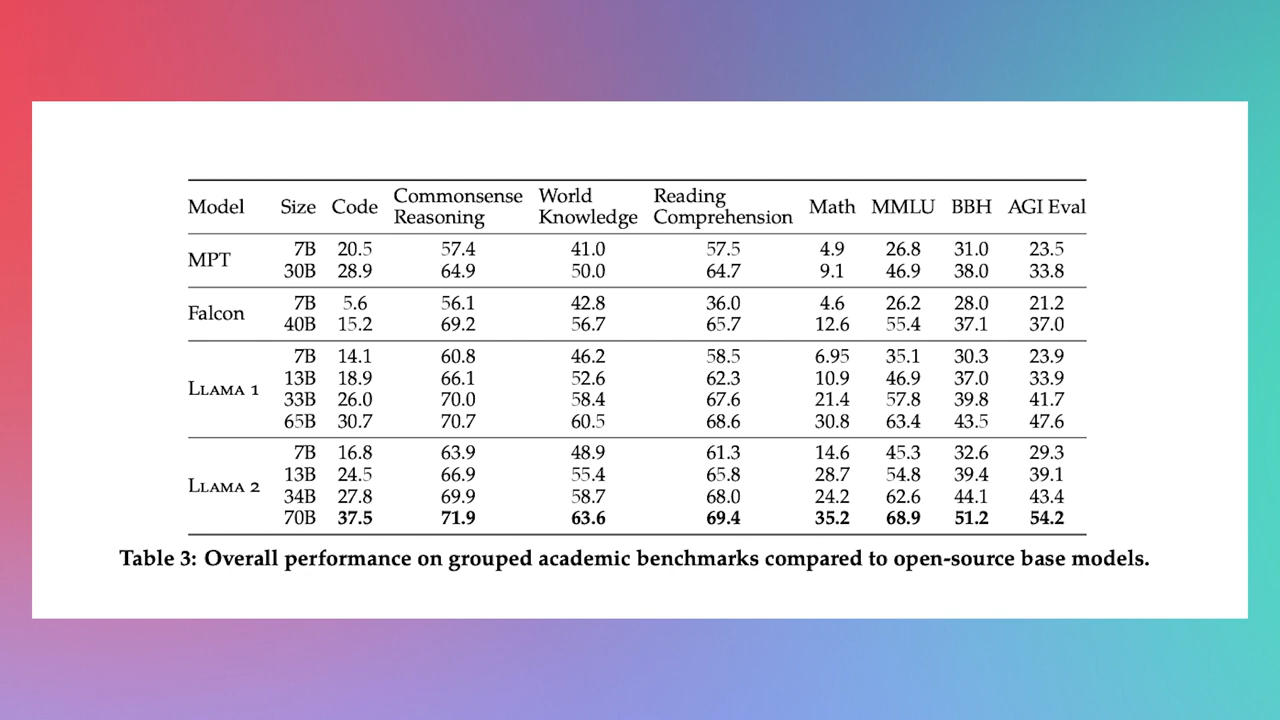 Model Size Code Commonsense Reasoning World Knowledge Reading Comprehension Math MMLU BBH AGI Eval
MPT 7B 20.5 57.4 41.0 57.5 4.9 26.8 31.0 23.5
30B 28.9 64.9 50.0 64.7 9.1 46.9 38.0 33.8
Falcon 7B 5.6 56.1 42.8 36.0 4.6 26.2 28.0 21.2
40B 15.2 69.2 56.7 65.7 12.6 55.4 37.1 37.0
LLAMA 1 7B 14.1 60.8 46.2 58.5 6.95 35.1 30.3 23.9
13B 18.9 66.1 52.6 62.3 10.9 46.9 37.0 33.9
33B 26.0 70.0 58.4 67.6 21.4 57.8 39.8 41.7
65B 30.7 70.7 60.5 68.6 30.8 63.4 43.5 47.6
LLAMA 2 7B 16.8 63.9 48.9 61.3 14.6 45.3 32.6 29.3
13B 24.5 66.9 55.4 65.8 28.7 54.8 39.4 39.1
34B 27.8 69.9 58.7 68.0 24.2 62.6 44.1 43.4
70B 37.5 71.9 63.6 69.4 35.2 68.9 51.2 54.2
Table 3: Overall performance on grouped academic benchmarks compared to open-source base models.